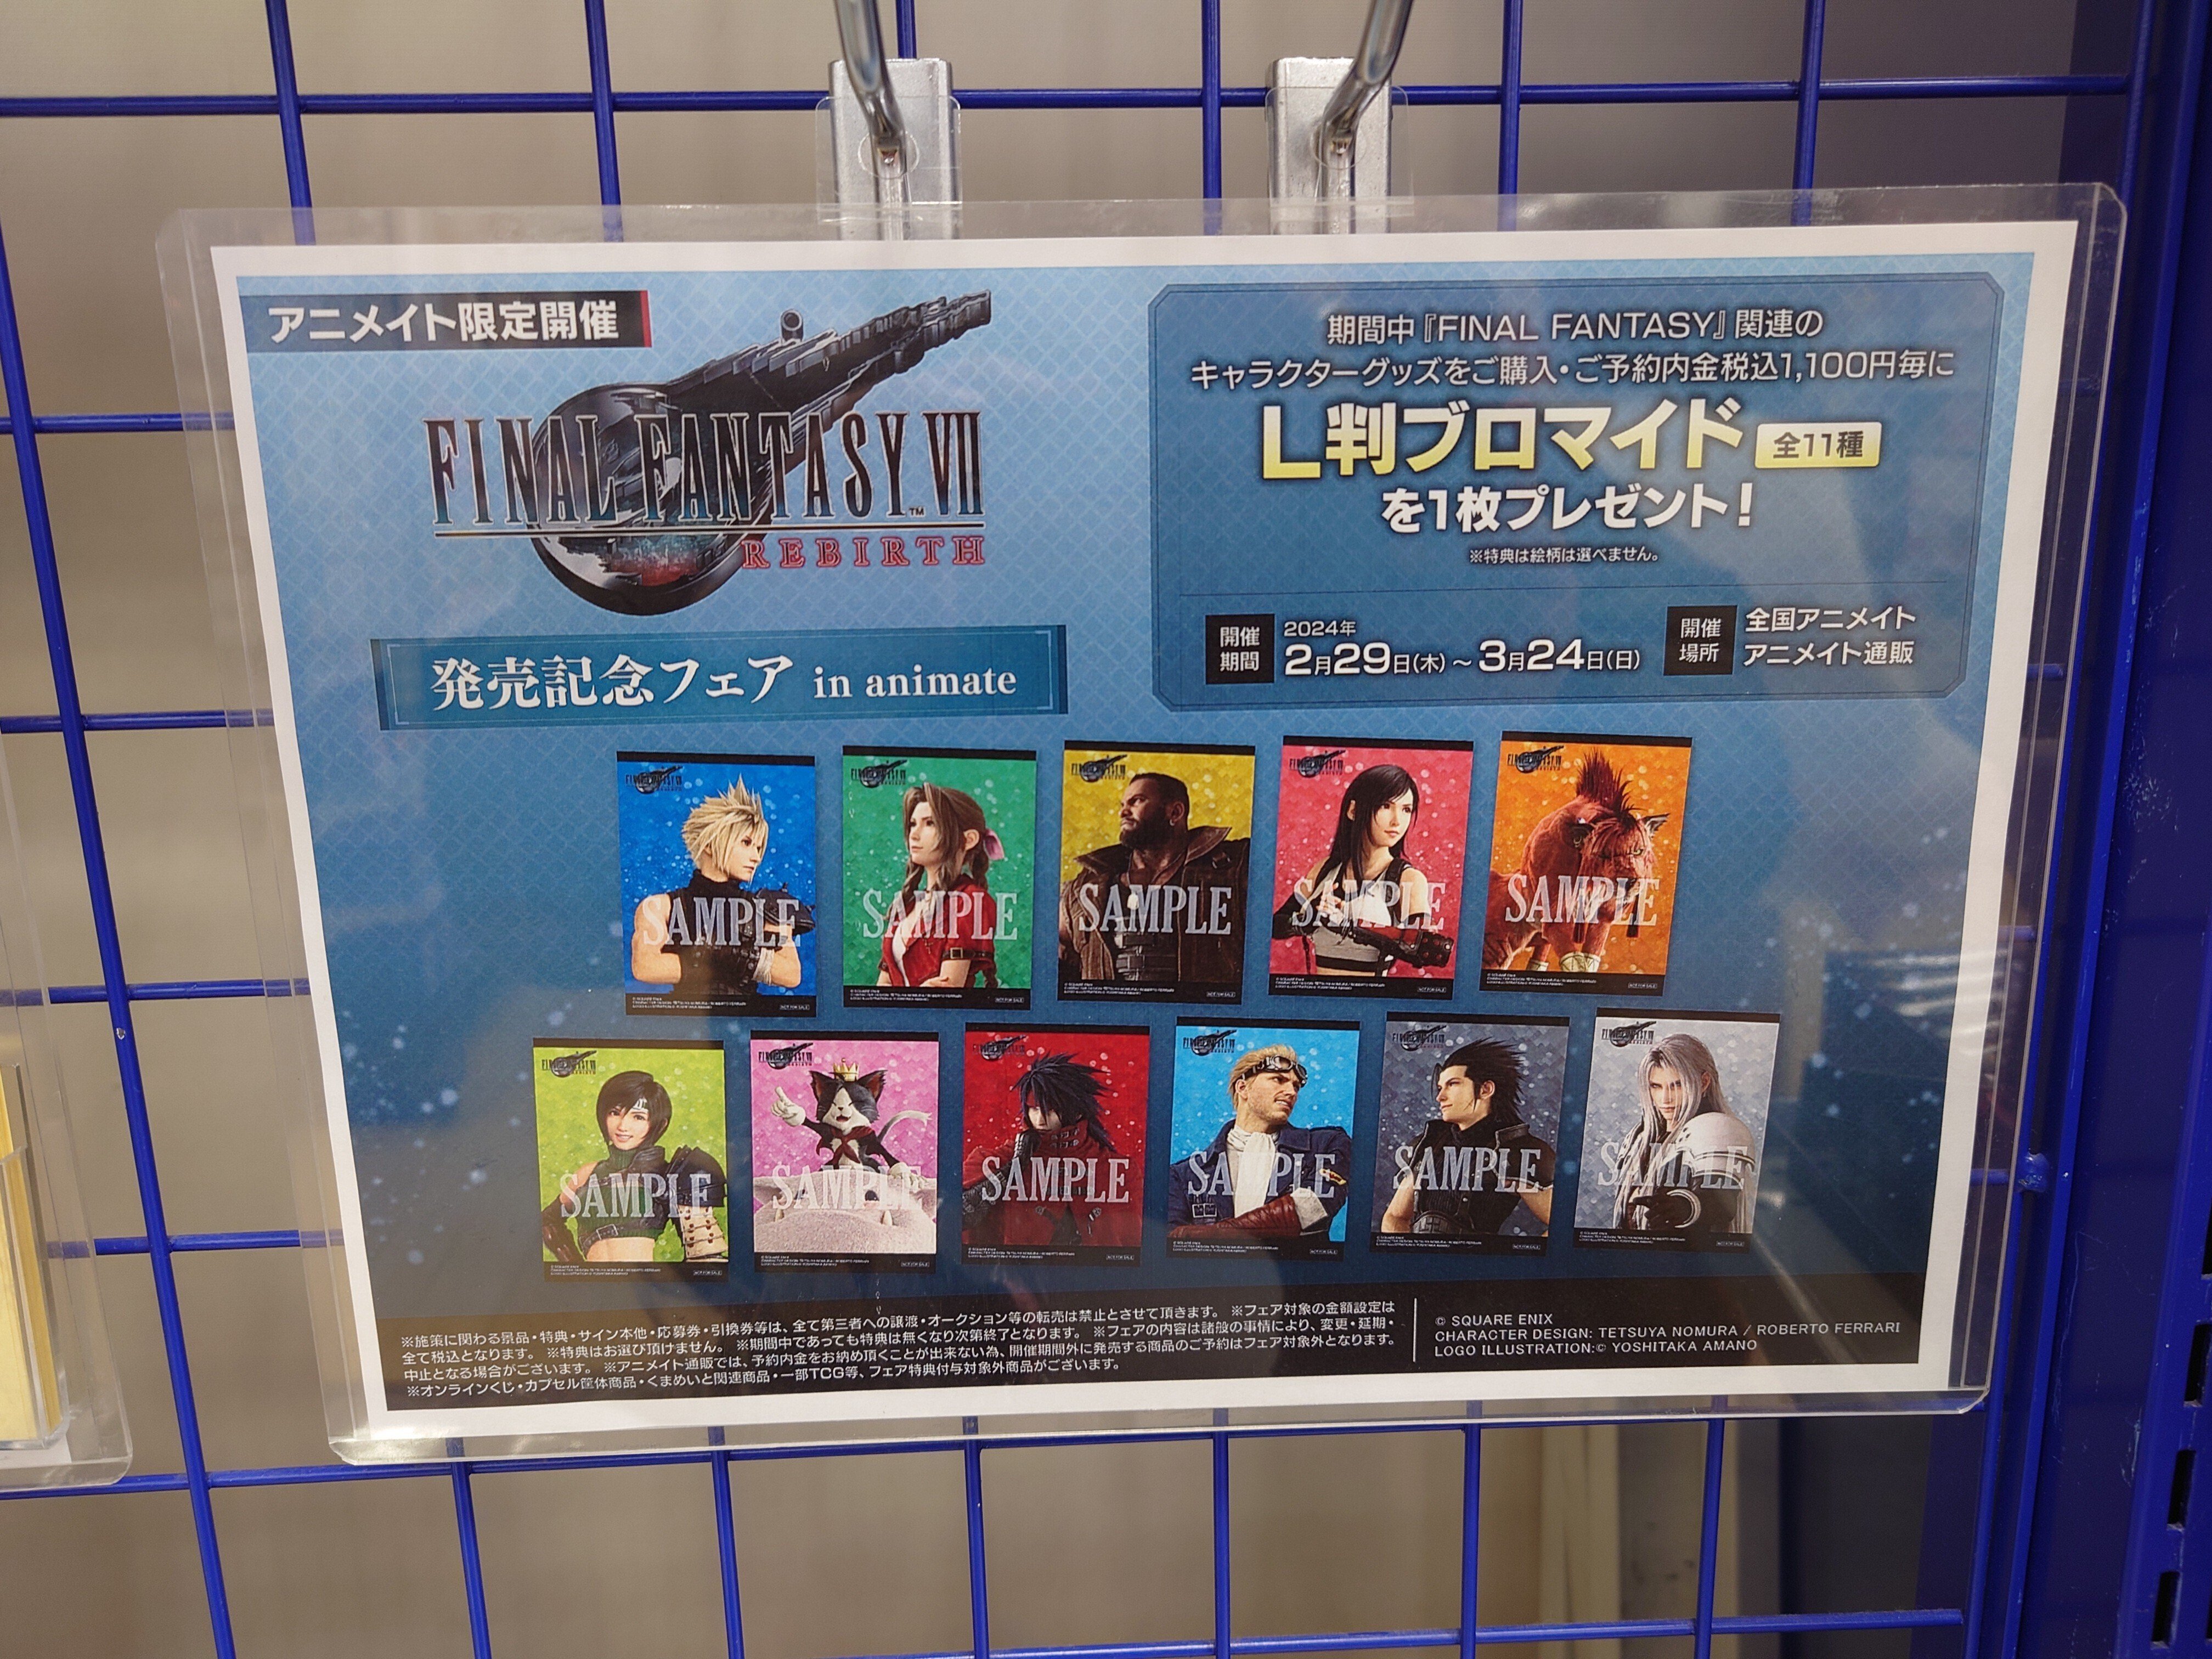 アニメイト限定開催
FINAL FANTASY VII
REBIRTH
発売記念フェア in animate
期間中『FINAL FANTASY』関連の
キャラクターグッズをご購入・ご予約内金税込1,100円毎に
L判ブロマイド 全11種
を1枚プレゼント!
※特典は絵柄は選べません。
開催期間 2024年 2月29日(木)~3月24日(日)
開催場所 全国アニメイト アニメイト通販
SAMPLE
SAMPLE
SAMPLE
SAMPLE
SAMPLE
SAMPLE
SAMPLE
SAMPLE
SAMPLE
SAMPLE
SAMPLE
※施策に関わる景品・特典・サイン本他・応募券・引換券等は、全て第三者への譲渡・オークション等の転売は禁止とさせて頂きます。 ※フェア対象の金額設定は
全て税込となります。 ※特典はお選び頂けません。 ※期間中であっても特典は無くなり次第終了となります。 ※フェアの内容は諸般の事情により、変更・延期・
中止となる場合がございます。 ※アニメイト通販では、予約内金をお納め頂くことが出来ない為、開催期間外に発売する商品のご予約はフェア対象外となります。
※オンラインくじ・カプセル筐体商品・くまめいと関連商品・一部TCG等、フェア特典付与対象外商品がございます。
© SQUARE ENIX
CHARACTER DESIGN: TETSUYA NOMURA / ROBERTO FERRARI
LOGO ILLUSTRATION:© YOSHITAKA AMANO